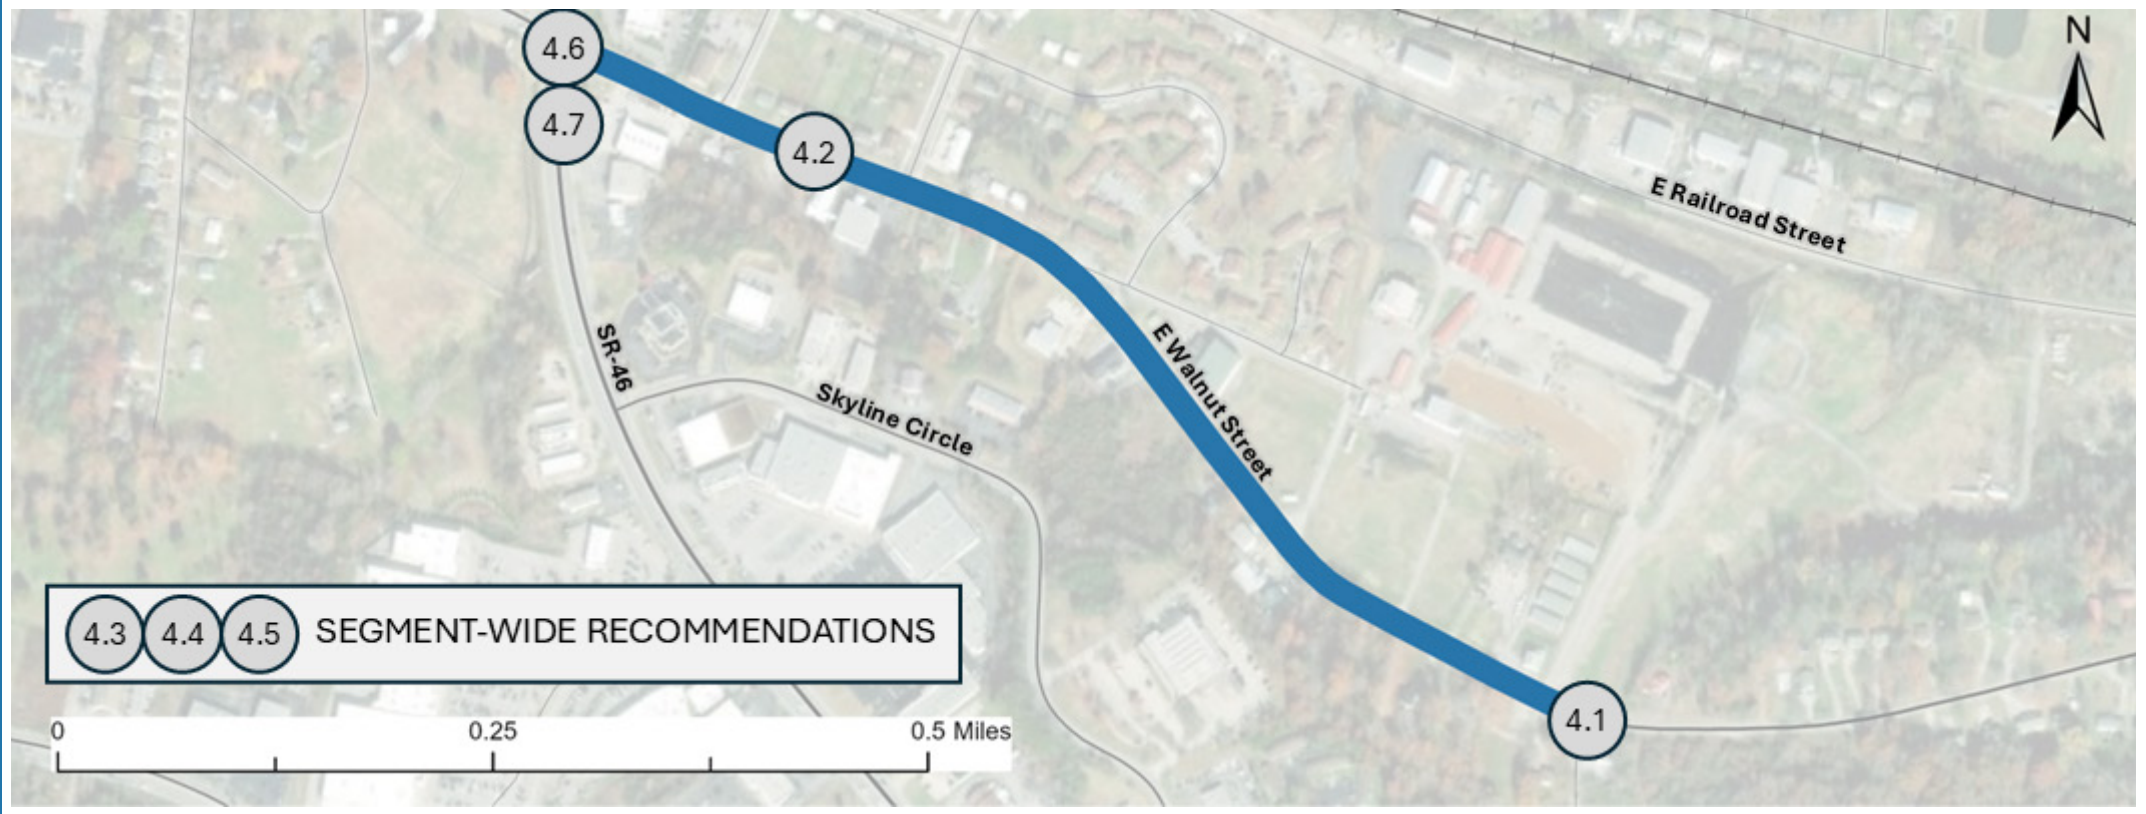 N
4.6
4.7
4.2
E Railroad Street
SR-46
E Walnut Street
Skyline Circle
4.3 4.4 4.5 SEGMENT-WIDE RECOMMENDATIONS
4.1
0 0.25 0.5 Miles